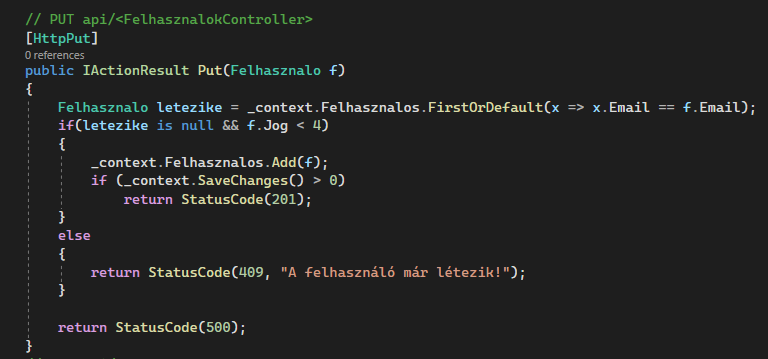 // PUT api/<FelhasznalokController>
[HttpPut]
0 references
public IActionResult Put(Felhasznalo f)
{
Felhasznalo letezike = _context.Felhasznalos.FirstOrDefault(x => x.Email == f.Email);
if(letezike is null && f.Jog < 4)
{
_context.Felhasznalos.Add(f);
if (_context.SaveChanges() > 0)
return StatusCode(201);
}
else
{
return StatusCode(409, "A felhasználó már létezik!");
}
return StatusCode(500);
}